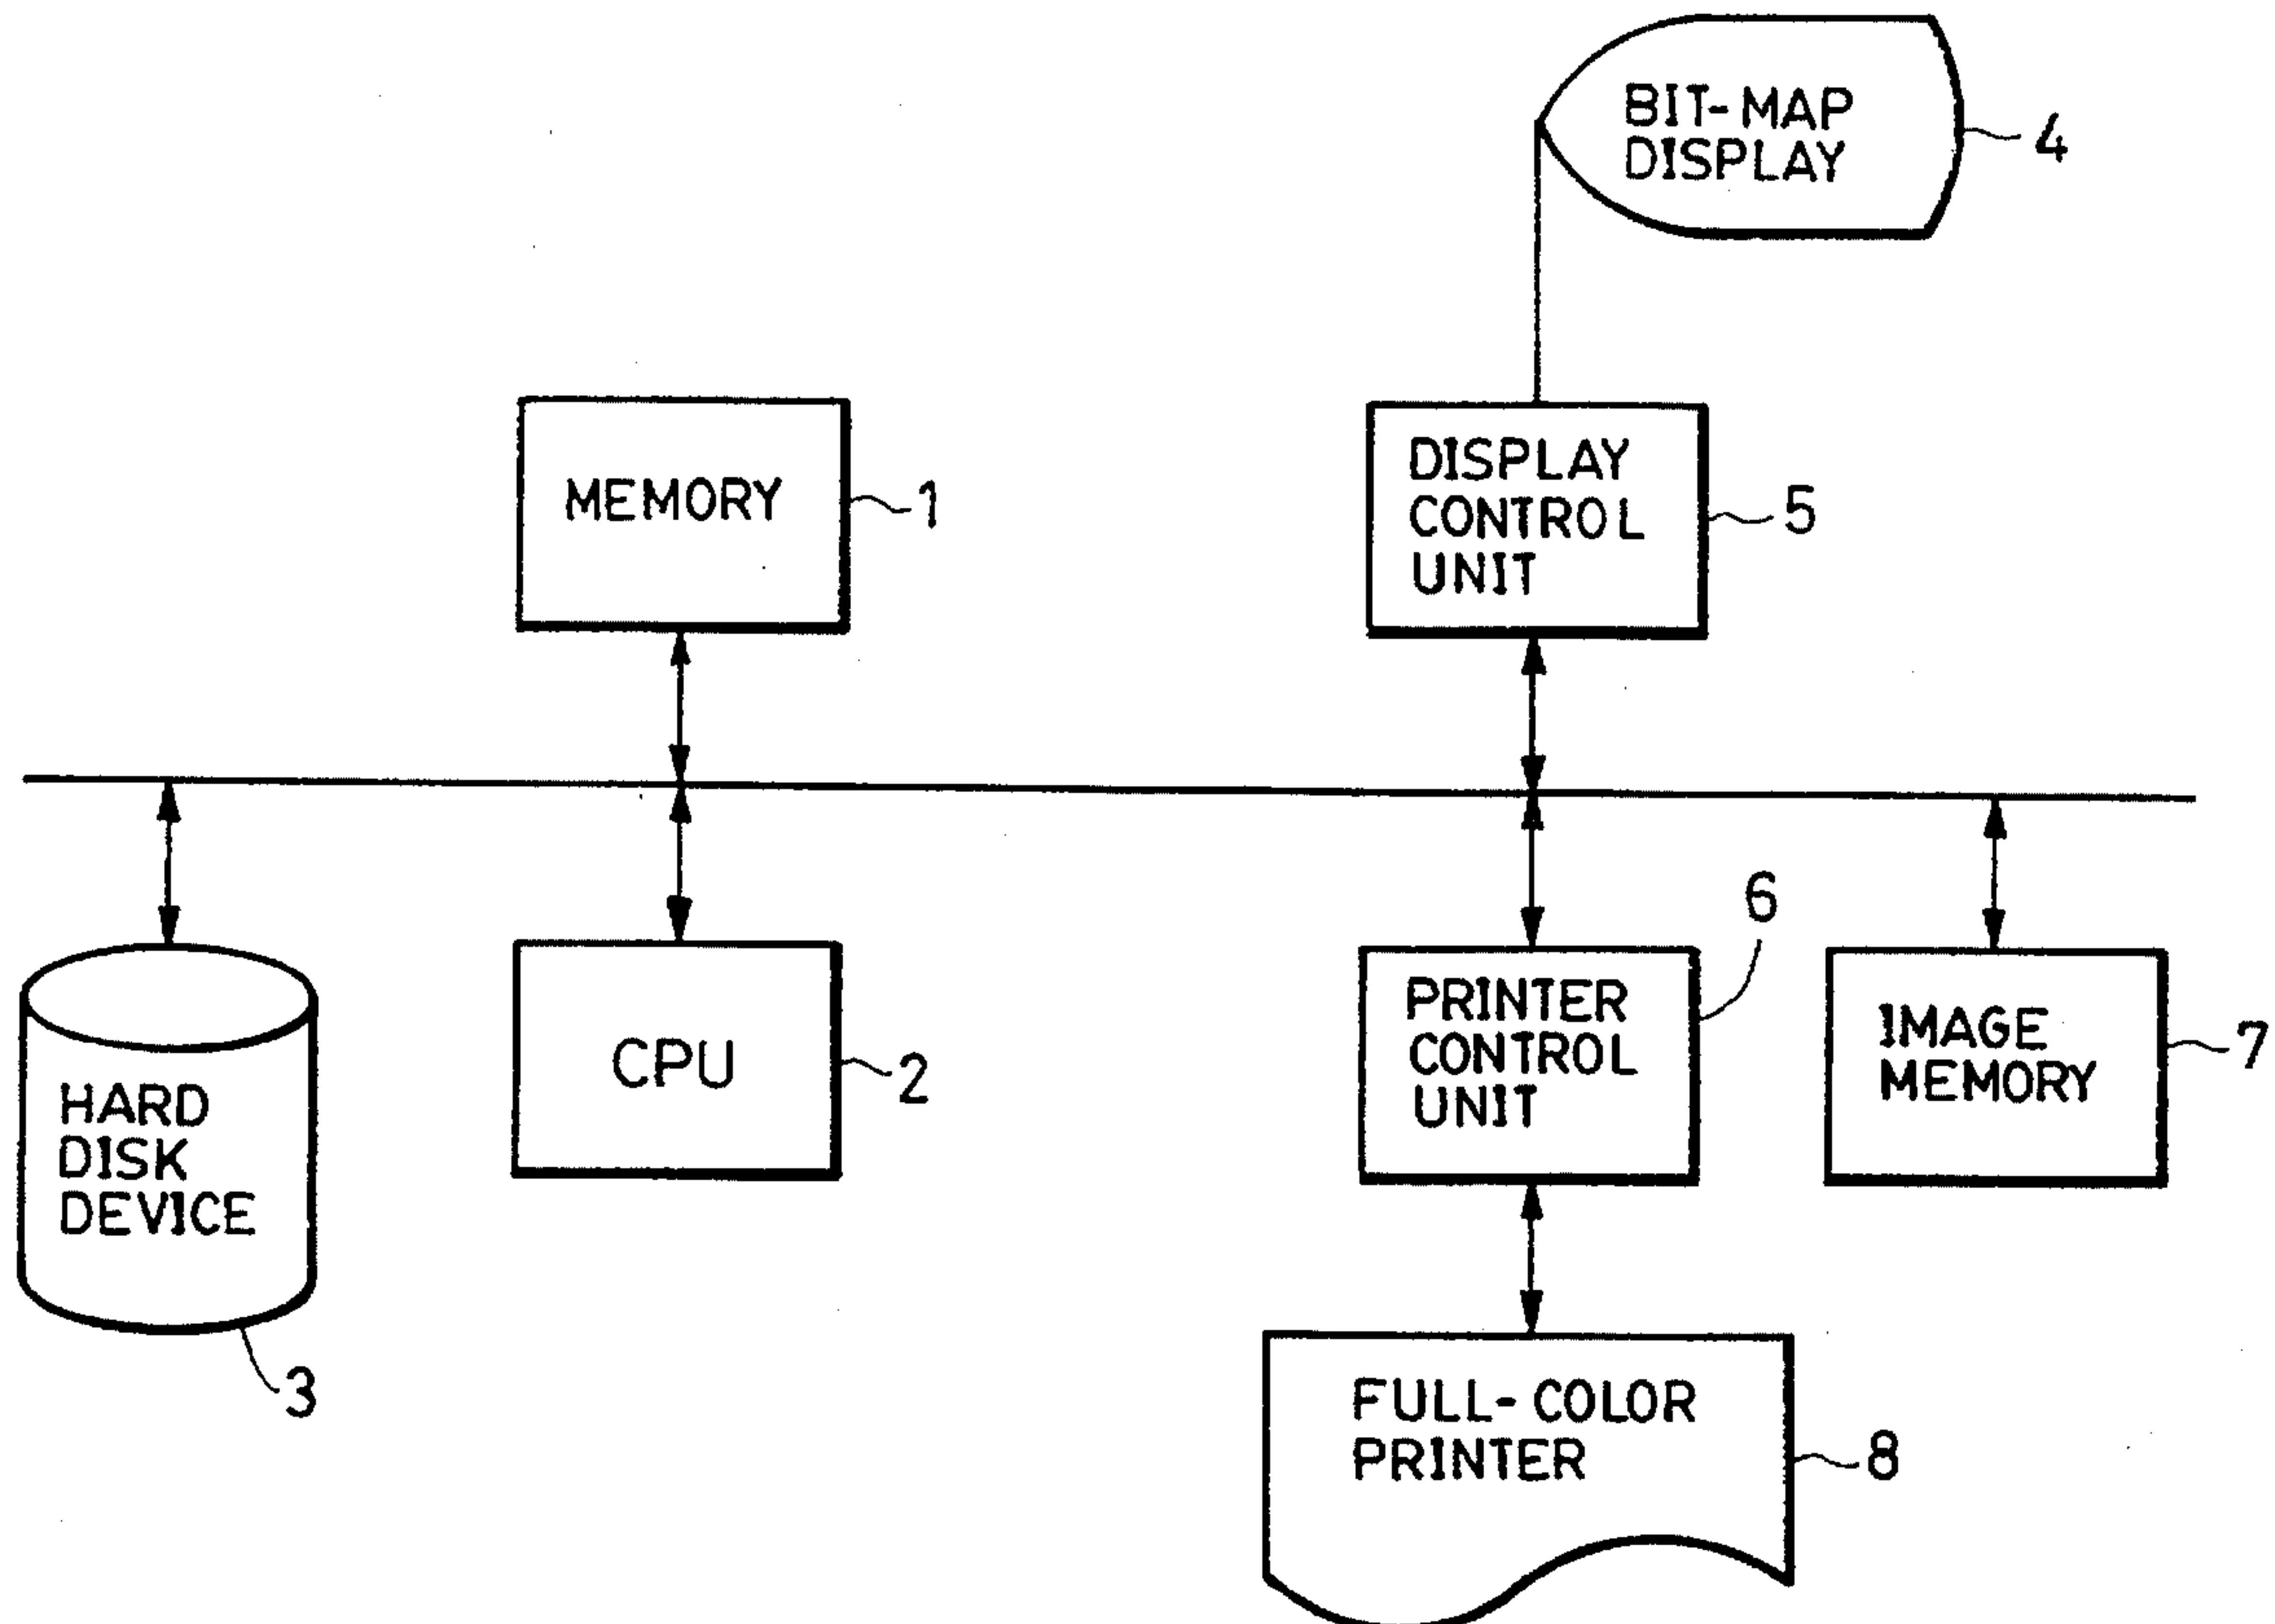 BIT-MAP
DISPLAY
4
MEMORY
1
DISPLAY
CONTROL
UNIT
5
HARD
DISK
DEVICE
3
CPU
2
PRINTER
CONTROL
UNIT
6
IMAGE
MEMORY
7
FULL-COLOR
PRINTER
8